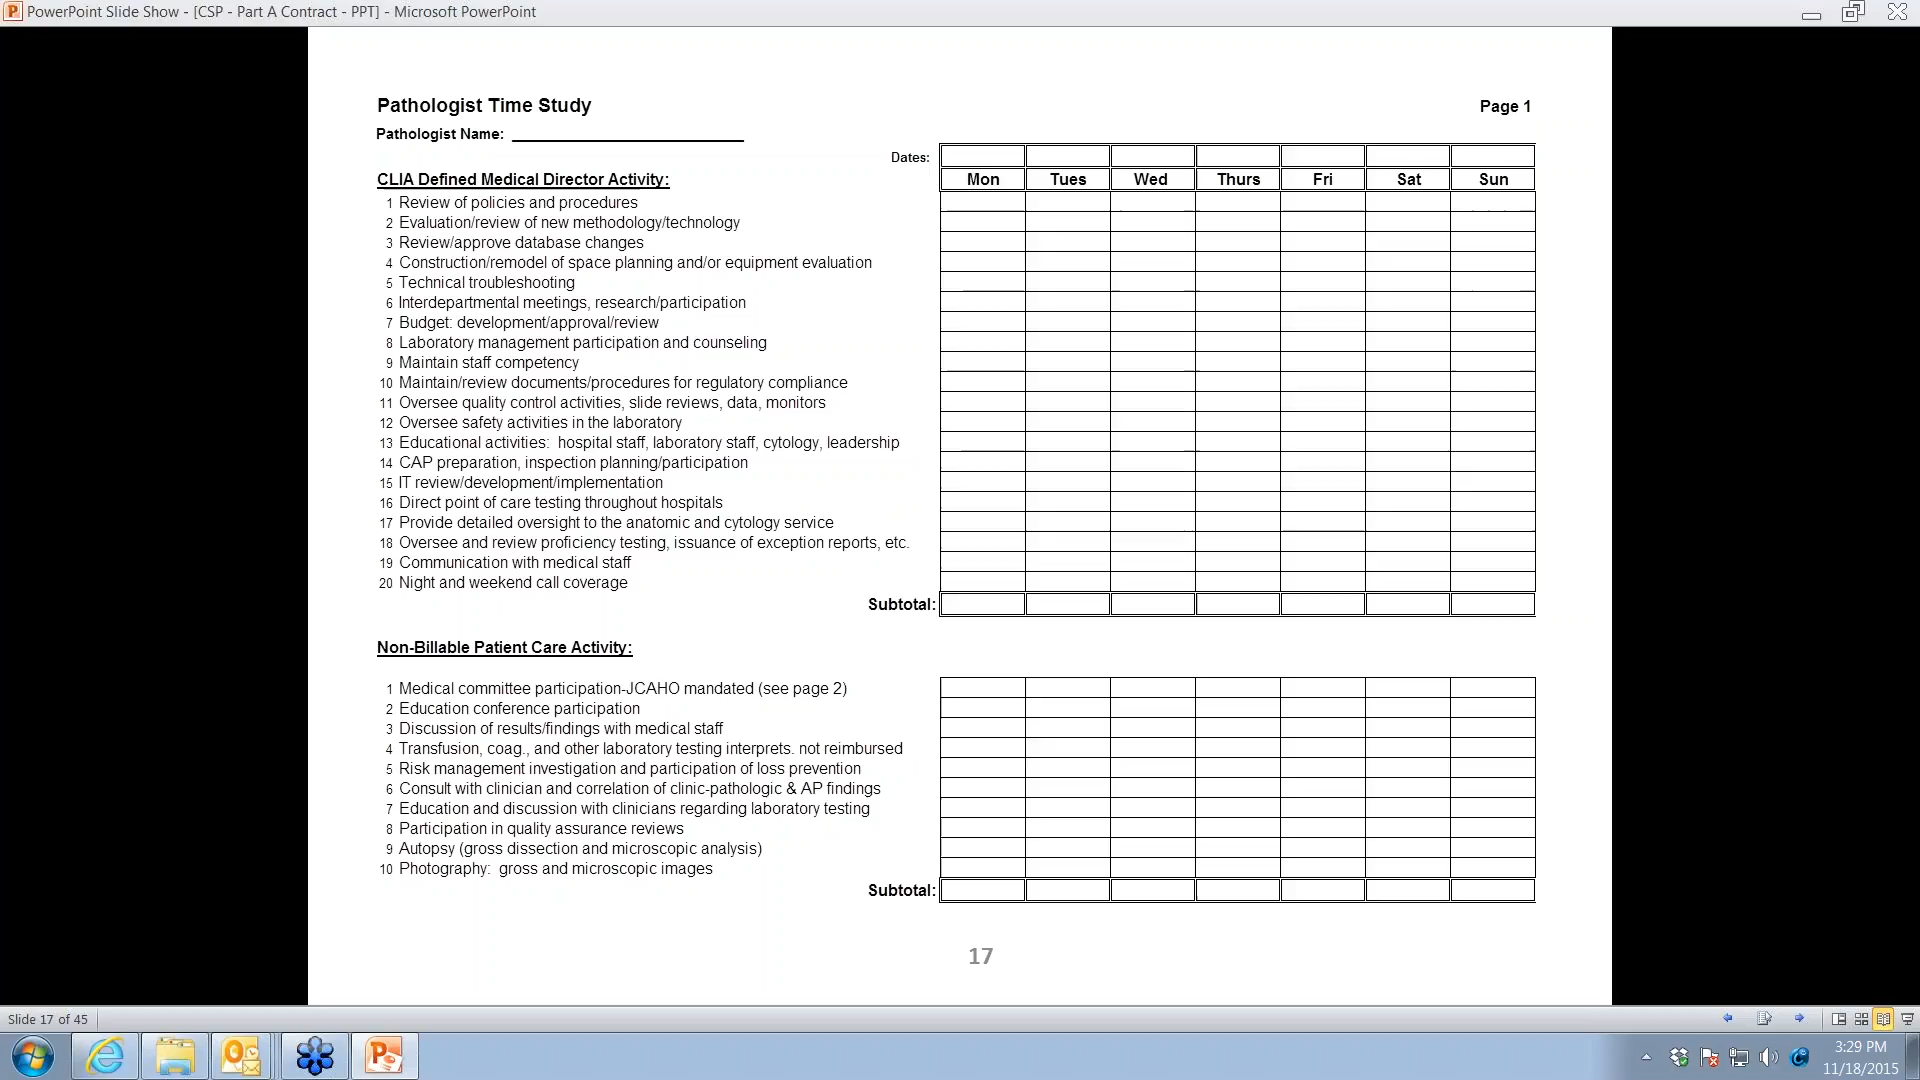 PowerPoint Slide Show - [CSP - Part A Contract - PPT] - Microsoft PowerPoint
Pathologist Time Study
Page 1
Pathologist Name:
Dates:
CLIA Defined Medical Director Activity:
Mon Tues Wed Thurs Fri Sat Sun
1 Review of policies and procedures
2 Evaluation/review of new methodology/technology
3 Review/approve database changes
4 Construction/remodel of space planning and/or equipment evaluation
5 Technical troubleshooting
6 Interdepartmental meetings, research/participation
7 Budget: development/approval/review
8 Laboratory management participation and counseling
9 Maintain staff competency
10 Maintain/review documents/procedures for regulatory compliance
11 Oversee quality control activities, slide reviews, data, monitors
12 Oversee safety activities in the laboratory
13 Educational activities: hospital staff, laboratory staff, cytology, leadership
14 CAP preparation, inspection planning/participation
15 IT review/development/implementation
16 Direct point of care testing throughout hospitals
17 Provide detailed oversight to the anatomic and cytology service
18 Oversee and review proficiency testing, issuance of exception reports, etc.
19 Communication with medical staff
20 Night and weekend call coverage
Subtotal:
Non-Billable Patient Care Activity:
1 Medical committee participation-JCAHO mandated (see page 2)
2 Education conference participation
3 Discussion of results/findings with medical staff
4 Transfusion, coag., and other laboratory testing interprets. not reimbursed
5 Risk management investigation and participation of loss prevention
6 Consult with clinician and correlation of clinic-pathologic & AP findings
7 Education and discussion with clinicians regarding laboratory testing
8 Participation in quality assurance reviews
9 Autopsy (gross dissection and microscopic analysis)
10 Photography: gross and microscopic images
Subtotal:
17
Slide 17 of 45
3:29 PM
11/18/2015